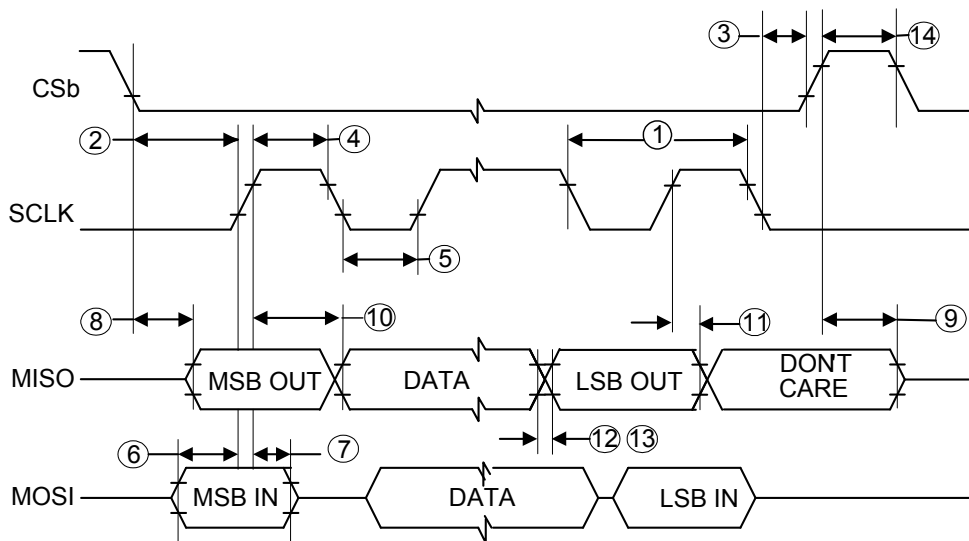 ③ ⑭
CSb
② ④ ①
SCLK
⑤
⑧ ⑩ ⑪ ⑨
MISO MSB OUT DATA LSB OUT DON'T CARE
⑥ ⑦ ⑫ ⑬
MOSI MSB IN DATA LSB IN